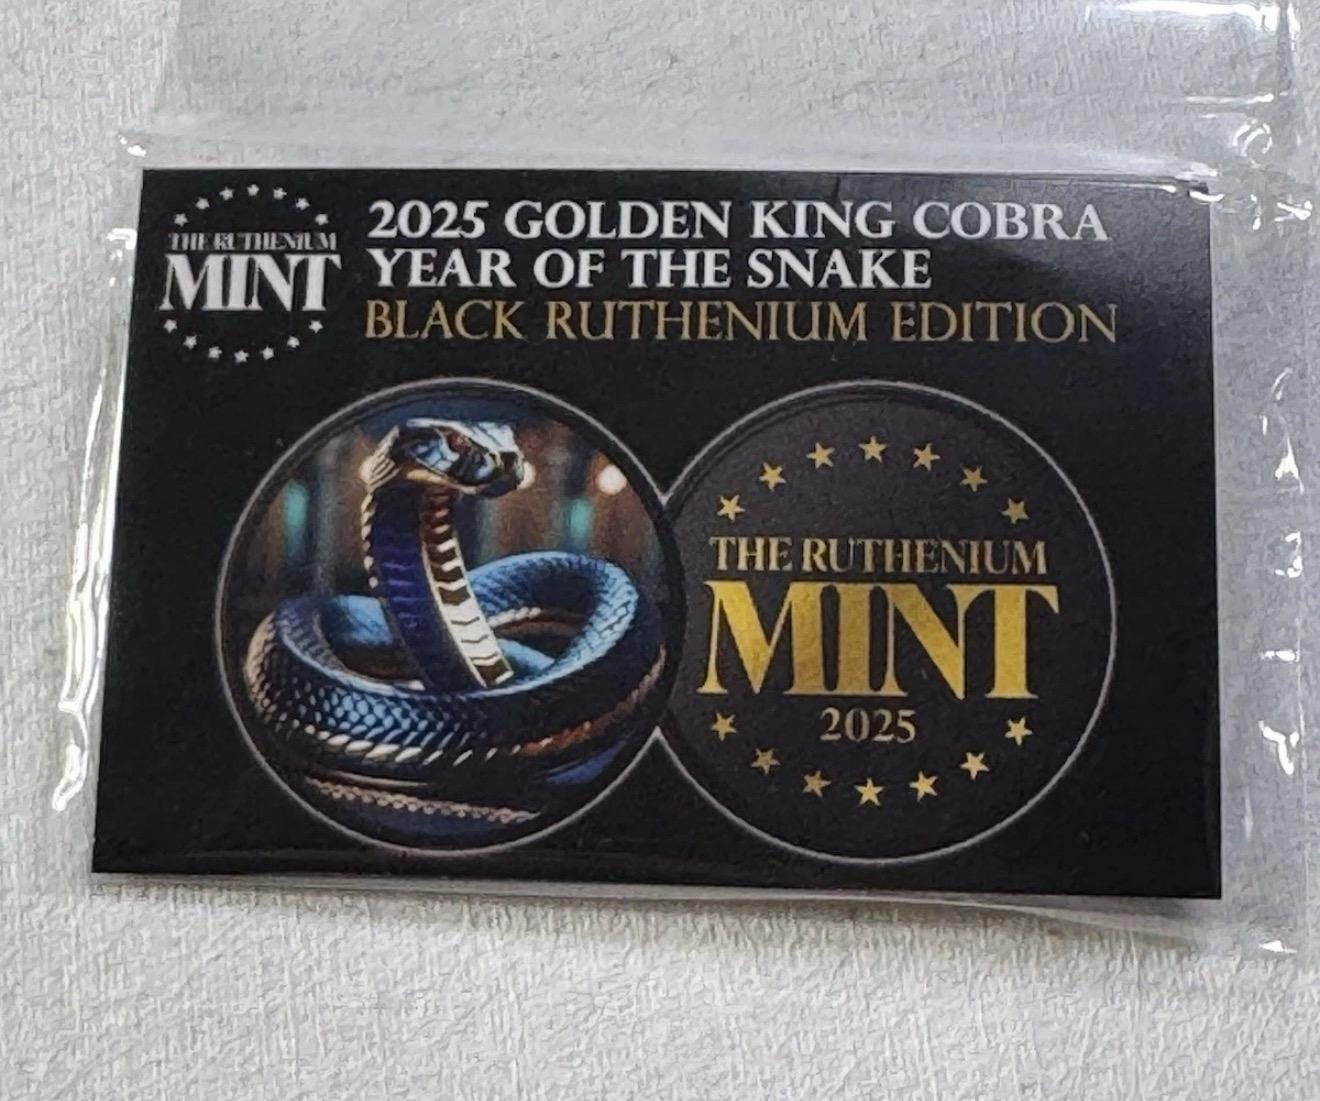 THE RUTHENIUM
MINT
2025 GOLDEN KING COBRA
YEAR OF THE SNAKE
BLACK RUTHENIUM EDITION
THE RUTHENIUM
MINT
2025